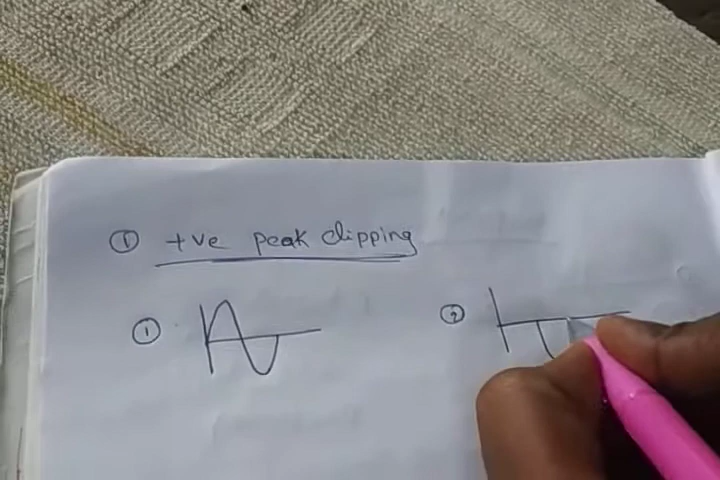 ① +ve peak clipping
① ②